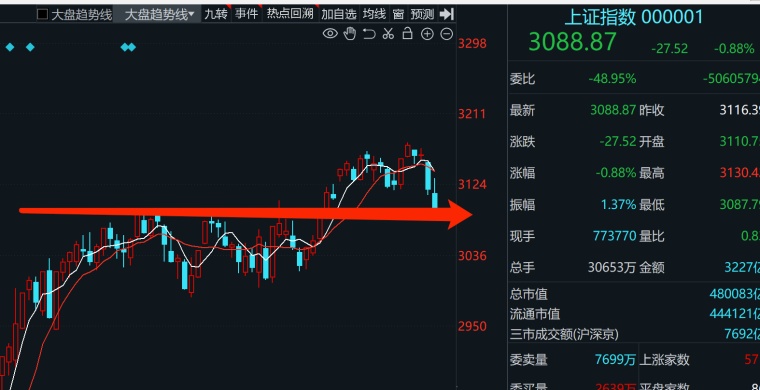 大盘趋势线 大盘趋势线 九转 事件 热点回溯 加自选 均线 窗 预测
3298
3211
3124
3036
2950
上证指数 000001
3088.87 -27.52 -0.88%
委比 -48.95% -5060579
最新 3088.87 昨收 3116.39
涨跌 -27.52 开盘 3110.7
涨幅 -0.88% 最高 3130.4
振幅 1.37% 最低 3087.79
现手 773770 量比 0.8
总手 30653万 金额 3227亿
总市值 480083亿
流通市值 444121亿
三市成交额(沪深京) 7692亿
委卖量 7699万 上涨家数 57
委买量 2639万 平盘家数 8